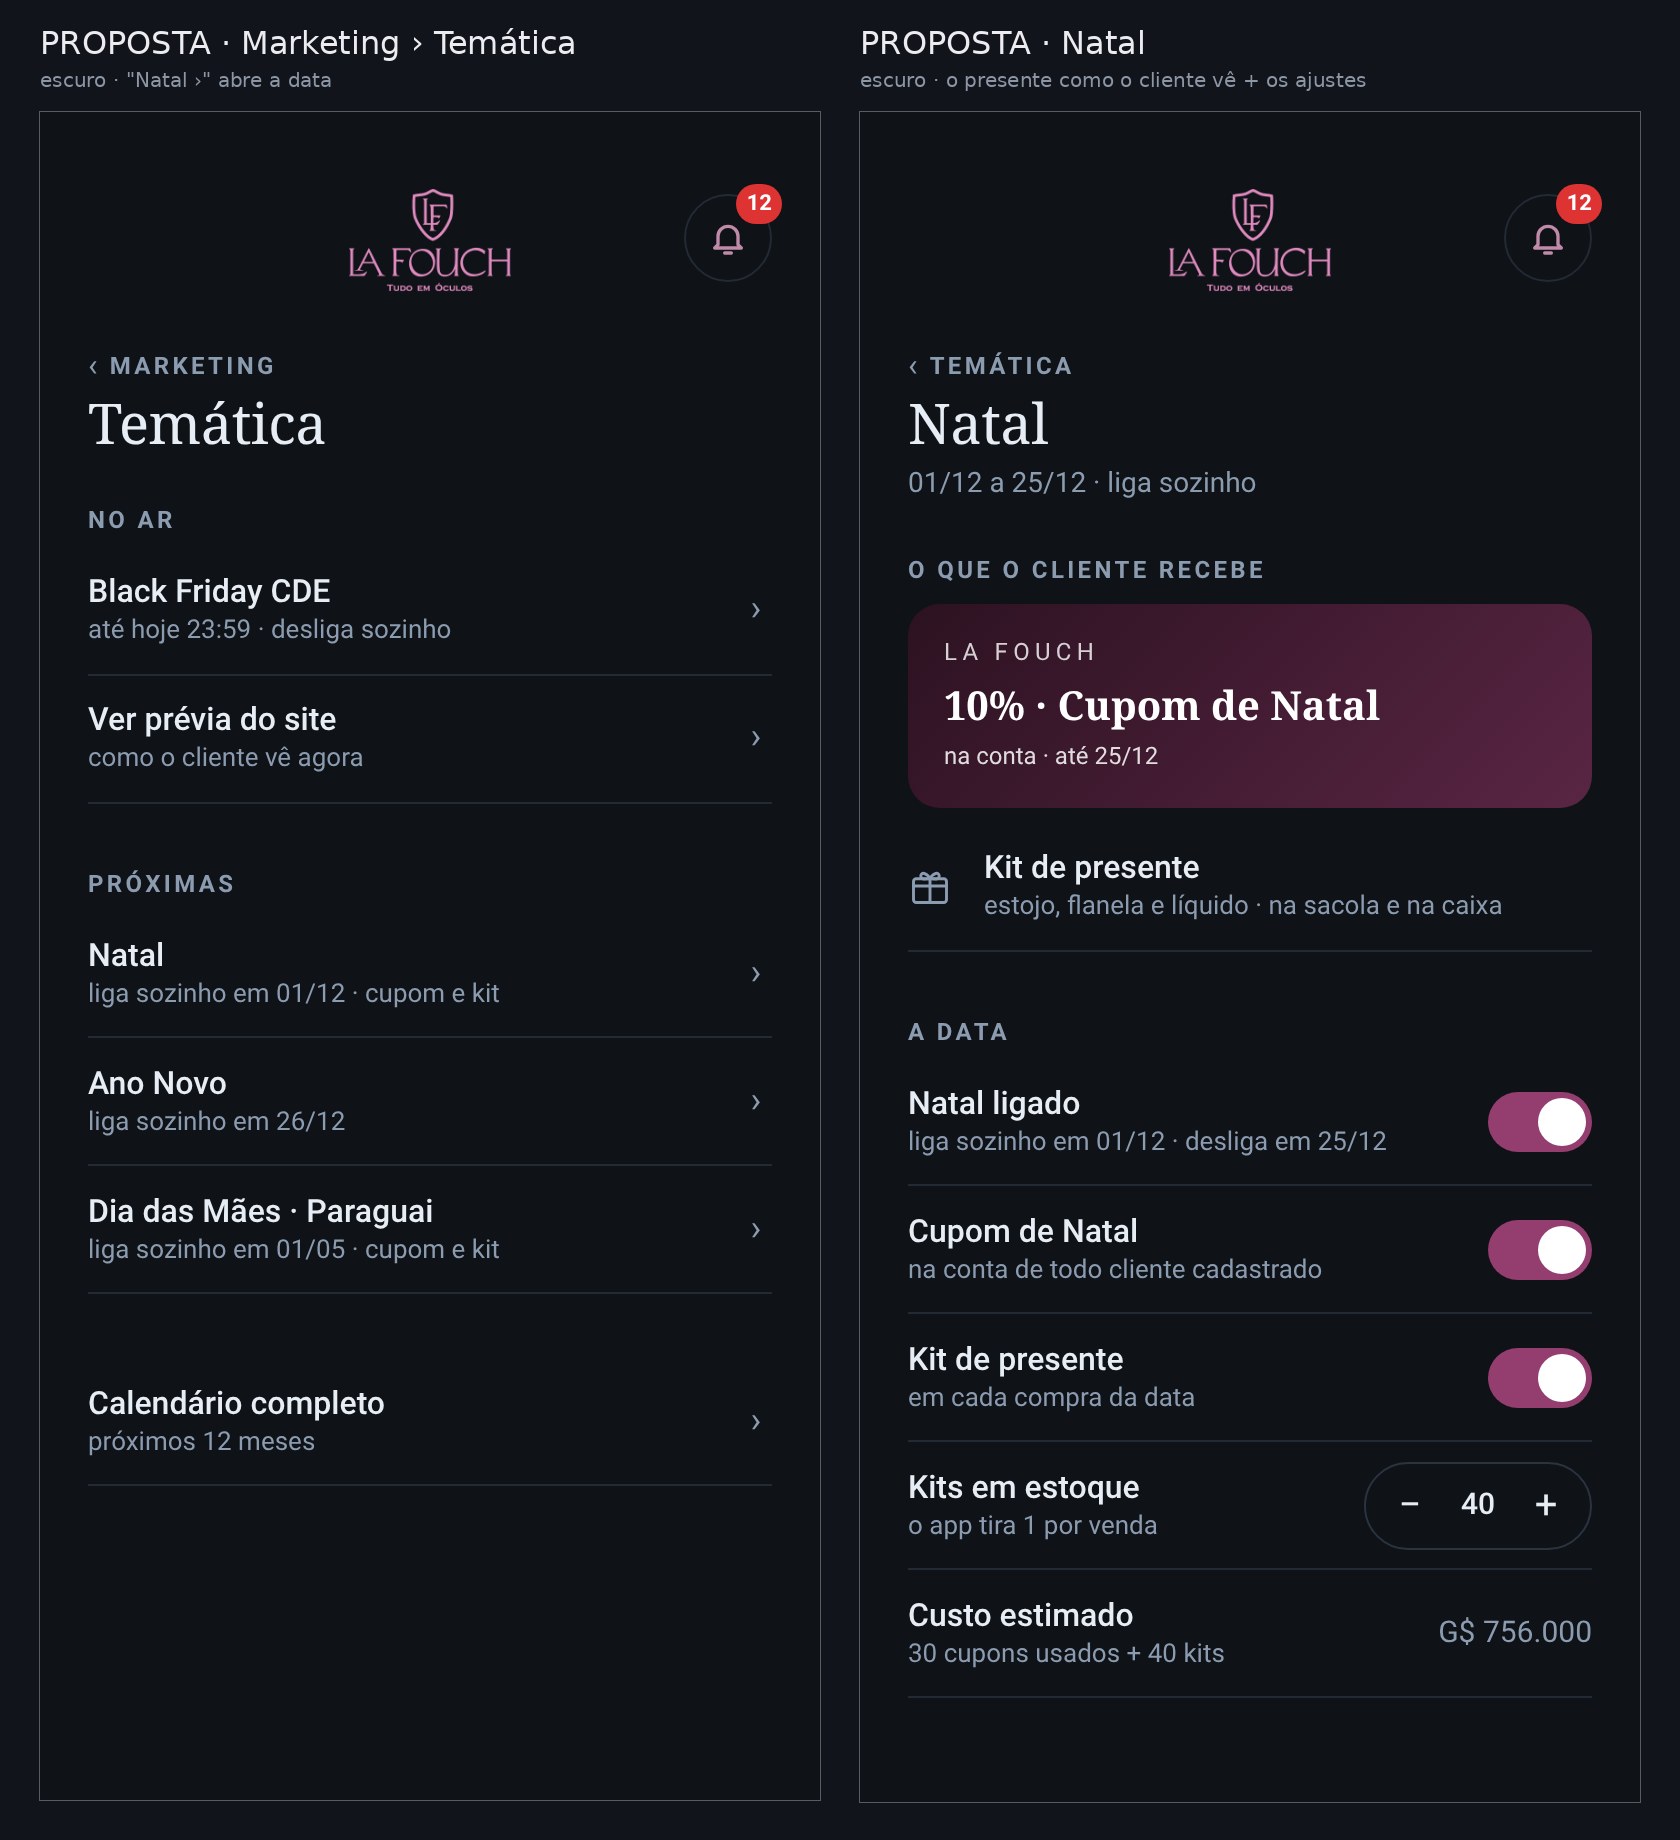 PROPOSTA · Marketing › Temática
escuro · "Natal ›" abre a data
12
LF
LA FOUCH
TUDO EM ÓCULOS
‹ MARKETING
Temática
NO AR
Black Friday CDE
até hoje 23:59 · desliga sozinho
›
Ver prévia do site
como o cliente vê agora
›
PRÓXIMAS
Natal
liga sozinho em 01/12 · cupom e kit
›
Ano Novo
liga sozinho em 26/12
›
Dia das Mães · Paraguai
liga sozinho em 01/05 · cupom e kit
›
Calendário completo
próximos 12 meses
›
PROPOSTA · Natal
escuro · o presente como o cliente vê + os ajustes
12
LF
LA FOUCH
TUDO EM ÓCULOS
‹ TEMÁTICA
Natal
01/12 a 25/12 · liga sozinho
O QUE O CLIENTE RECEBE
LA FOUCH
10% · Cupom de Natal
na conta · até 25/12
Kit de presente
estojo, flanela e líquido · na sacola e na caixa
A DATA
Natal ligado
liga sozinho em 01/12 · desliga em 25/12
Cupom de Natal
na conta de todo cliente cadastrado
Kit de presente
em cada compra da data
Kits em estoque
o app tira 1 por venda
− 40 +
Custo estimado
30 cupons usados + 40 kits
G$ 756.000